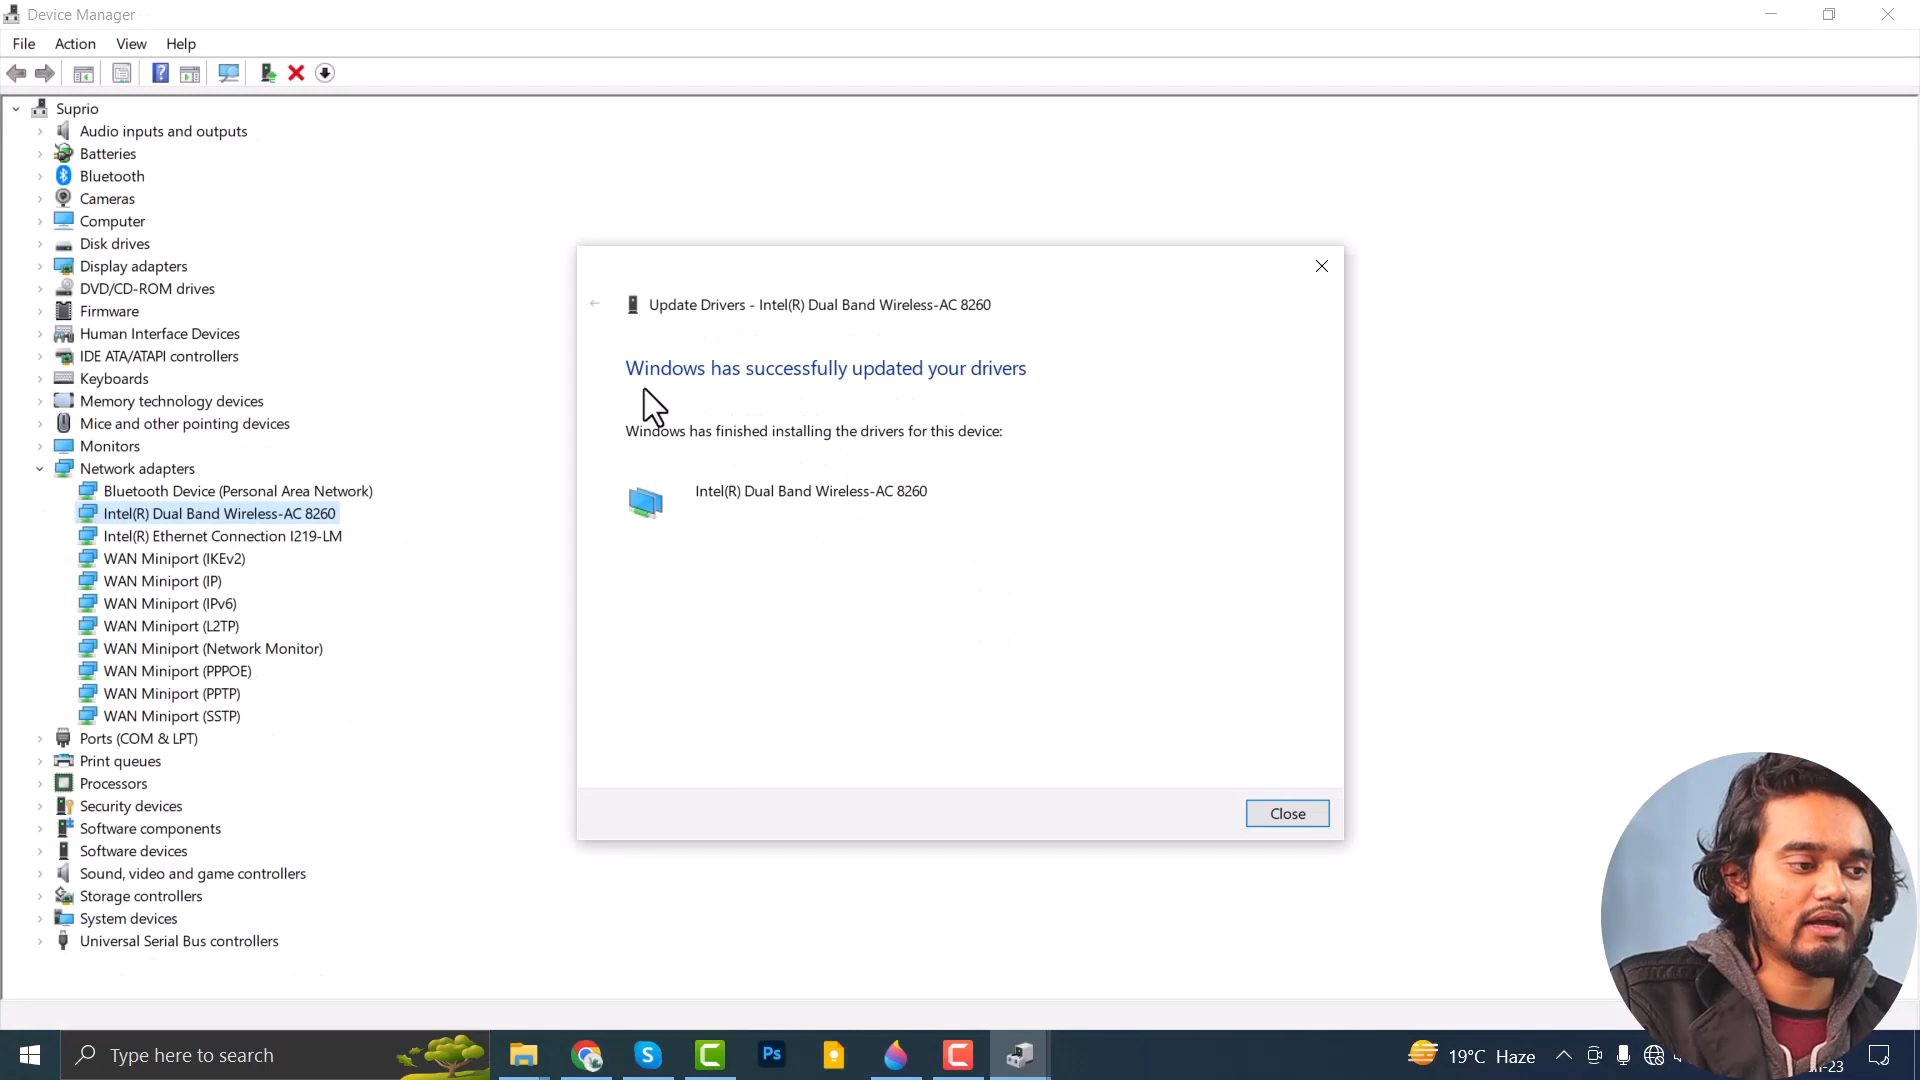 Device Manager
File Action View Help
Suprio
Audio inputs and outputs
Batteries
Bluetooth
Cameras
Computer
Disk drives
Display adapters
DVD/CD-ROM drives
Firmware
Human Interface Devices
IDE ATA/ATAPI controllers
Keyboards
Memory technology devices
Mice and other pointing devices
Monitors
Network adapters
Bluetooth Device (Personal Area Network)
Intel(R) Dual Band Wireless-AC 8260
Intel(R) Ethernet Connection I219-LM
WAN Miniport (IKEv2)
WAN Miniport (IP)
WAN Miniport (IPv6)
WAN Miniport (L2TP)
WAN Miniport (Network Monitor)
WAN Miniport (PPPOE)
WAN Miniport (PPTP)
WAN Miniport (SSTP)
Ports (COM & LPT)
Print queues
Processors
Security devices
Software components
Software devices
Sound, video and game controllers
Storage controllers
System devices
Universal Serial Bus controllers
Update Drivers - Intel(R) Dual Band Wireless-AC 8260
Windows has successfully updated your drivers
Windows has finished installing the drivers for this device:
Intel(R) Dual Band Wireless-AC 8260
Close
Type here to search
Ps
19°C Haze